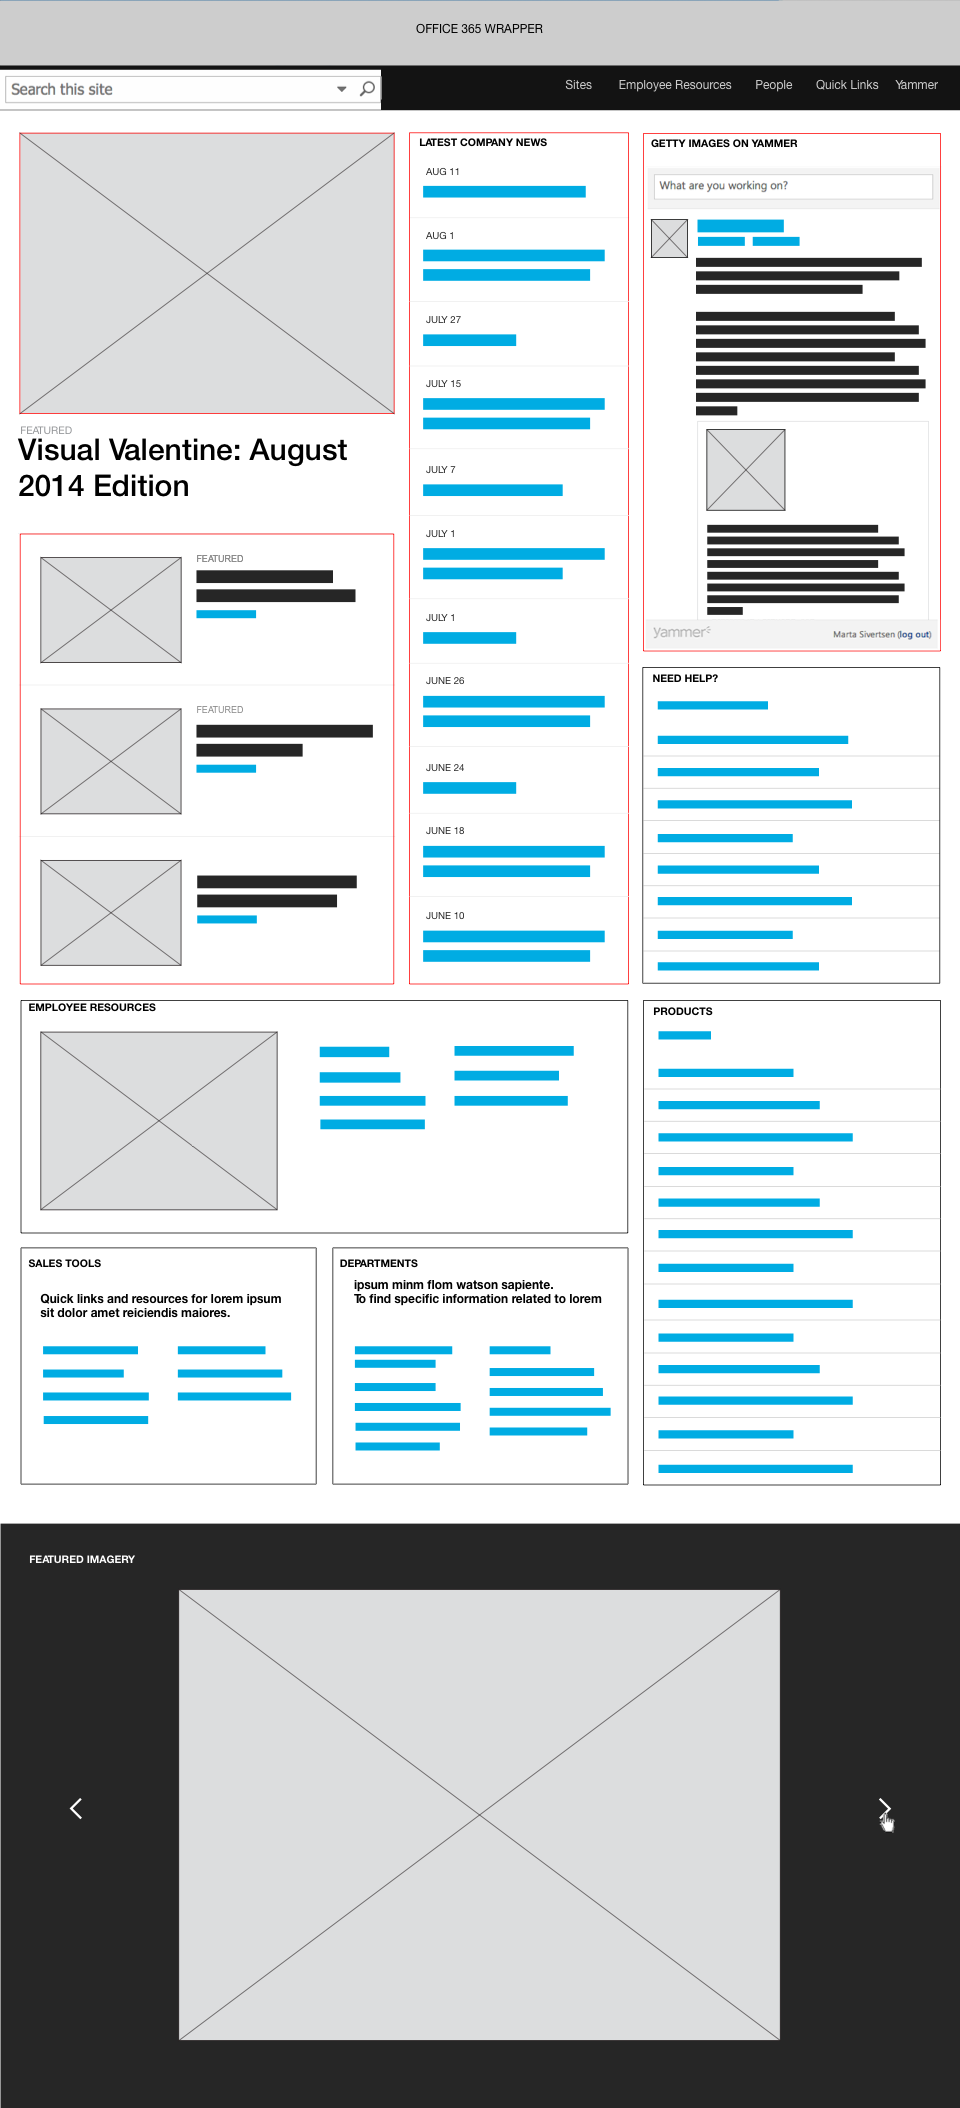 OFFICE 365 WRAPPER
Search this site
Sites Employee Resources People Quick Links Yammer
FEATURED
Visual Valentine: August
2014 Edition
FEATURED
FEATURED
LATEST COMPANY NEWS
AUG 11
AUG 1
JULY 27
JULY 15
JULY 7
JULY 1
JULY 1
JUNE 26
JUNE 24
JUNE 18
JUNE 10
GETTY IMAGES ON YAMMER
What are you working on?
yammer
Marta Sivertsen (log out)
NEED HELP?
EMPLOYEE RESOURCES
PRODUCTS
SALES TOOLS
Quick links and resources for lorem ipsum
sit dolor amet reiciendis maiores.
DEPARTMENTS
ipsum minm flom watson sapiente.
To find specific information related to lorem
FEATURED IMAGERY